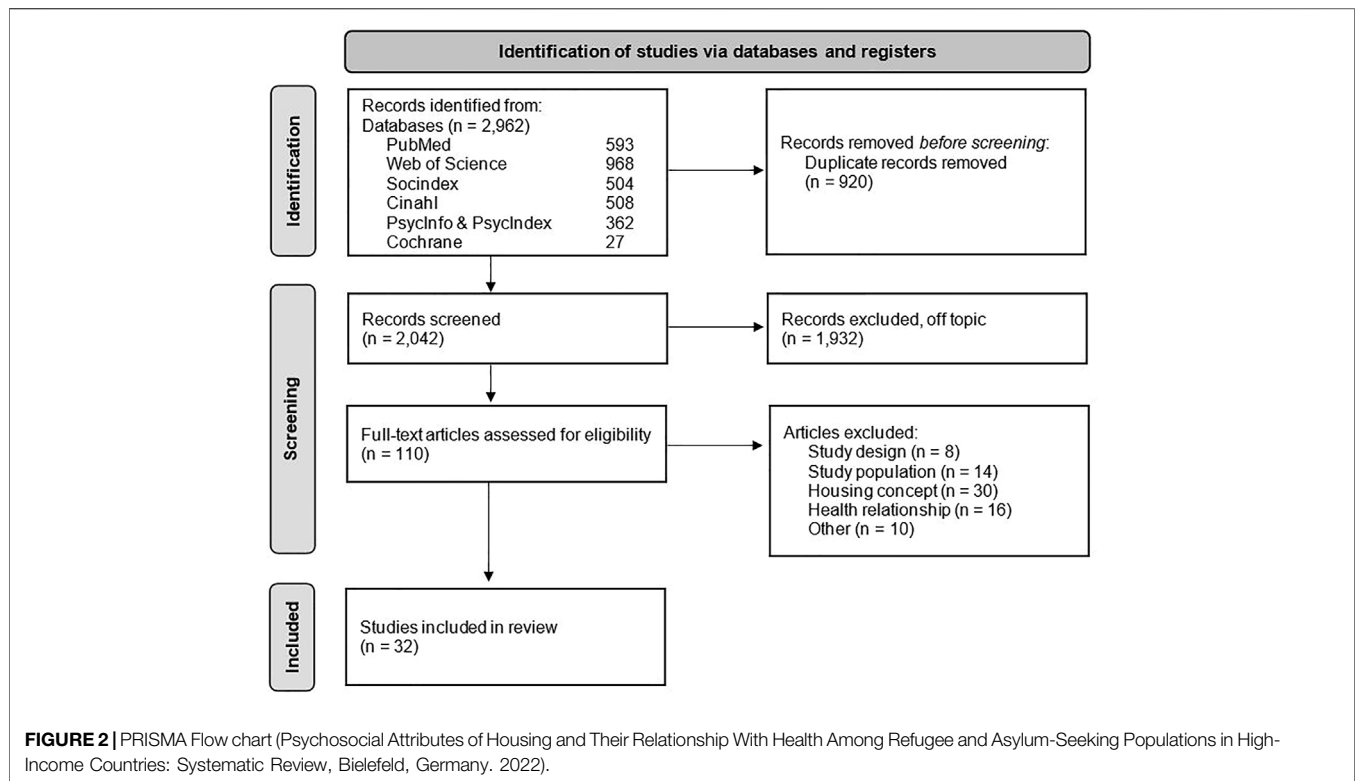 Identification of studies via databases and registers
Identification
Records identified from:
Databases (n = 2,962)
PubMed 593
Web of Science 968
Socindex 504
Cinahl 508
PsycInfo & PsycIndex 362
Cochrane 27
Records removed before screening:
Duplicate records removed
(n = 920)
Screening
Records screened
(n = 2,042)
Records excluded, off topic
(n = 1,932)
Full-text articles assessed for eligibility
(n = 110)
Articles excluded:
Study design (n = 8)
Study population (n = 14)
Housing concept (n = 30)
Health relationship (n = 16)
Other (n = 10)
Included
Studies included in review
(n = 32)
FIGURE 2 | PRISMA Flow chart (Psychosocial Attributes of Housing and Their Relationship With Health Among Refugee and Asylum-Seeking Populations in High-
Income Countries: Systematic Review, Bielefeld, Germany. 2022).